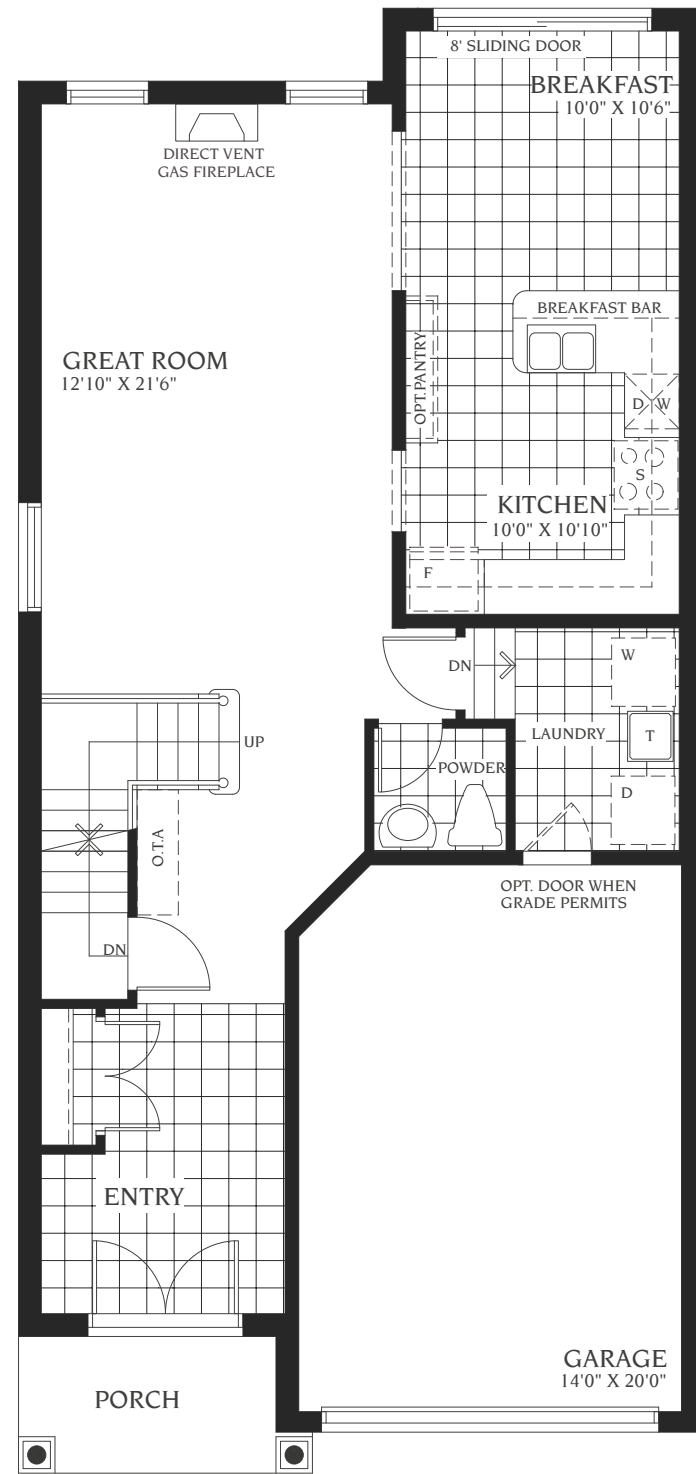 8' SLIDING DOOR
BREAKFAST
10'0" X 10'6"
DIRECT VENT
GAS FIREPLACE
BREAKFAST BAR
GREAT ROOM
12'10" X 21'6"
OPT.PANTRY
D W
S
KITCHEN
10'0" X 10'10"
F
DN
W
LAUNDRY
T
UP
POWDER
D
O.T.A
OPT. DOOR WHEN
GRADE PERMITS
DN
ENTRY
GARAGE
14'0" X 20'0"
PORCH